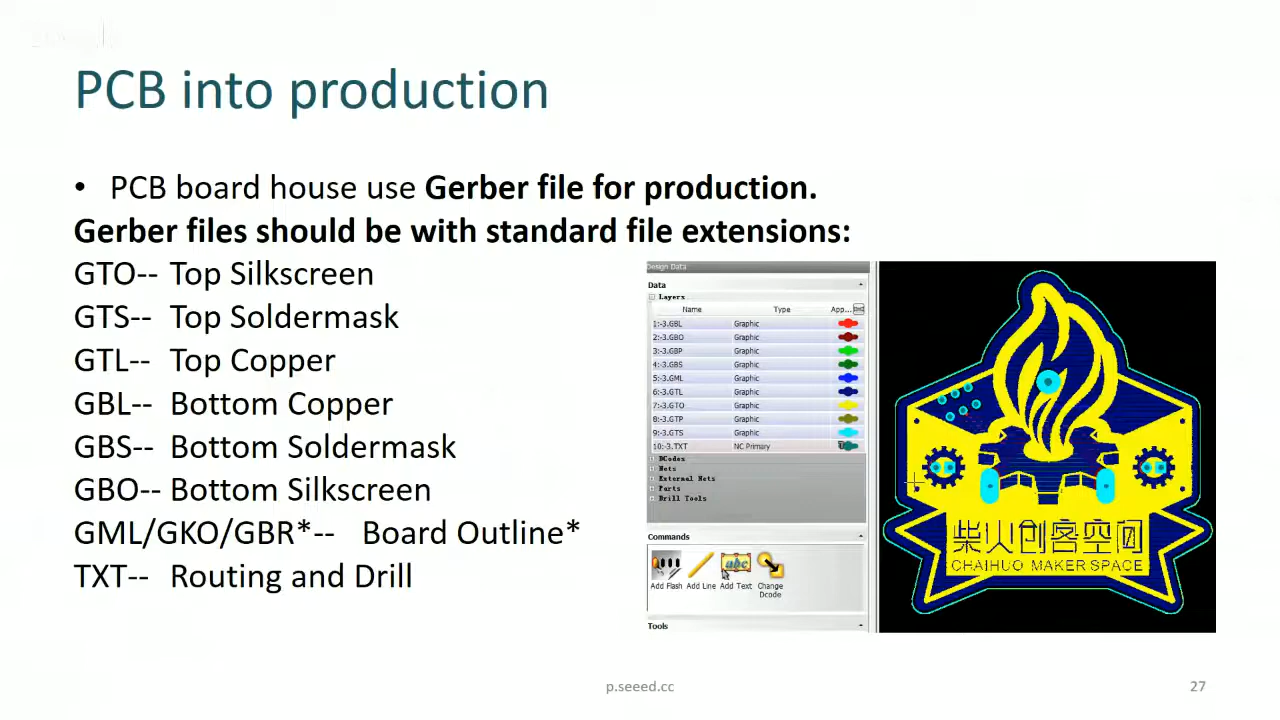 PCB into production
• PCB board house use Gerber file for production.
Gerber files should be with standard file extensions:
GTO-- Top Silkscreen
GTS-- Top Soldermask
GTL-- Top Copper
GBL-- Bottom Copper
GBS-- Bottom Soldermask
GBO-- Bottom Silkscreen
GML/GKO/GBR*-- Board Outline*
TXT-- Routing and Drill
Design Data
Data
Layers
Name Type App...
1:-3.GBL Graphic
2:-3.GBO Graphic
3:-3.GBP Graphic
4:-3.GBS Graphic
5:-3.GML Graphic
6:-3.GTL Graphic
7:-3.GTO Graphic
8:-3.GTP Graphic
9:-3.GTS Graphic
10:-3.TXT NC Primary
DCodes
Nets
External Nets
Parts
Drill Tools
Commands
abc
Add Flash Add Line Add Text Change Dcode
Tools
柴火创客空间
CHAIHUO MAKER SPACE
p.seeed.cc
27